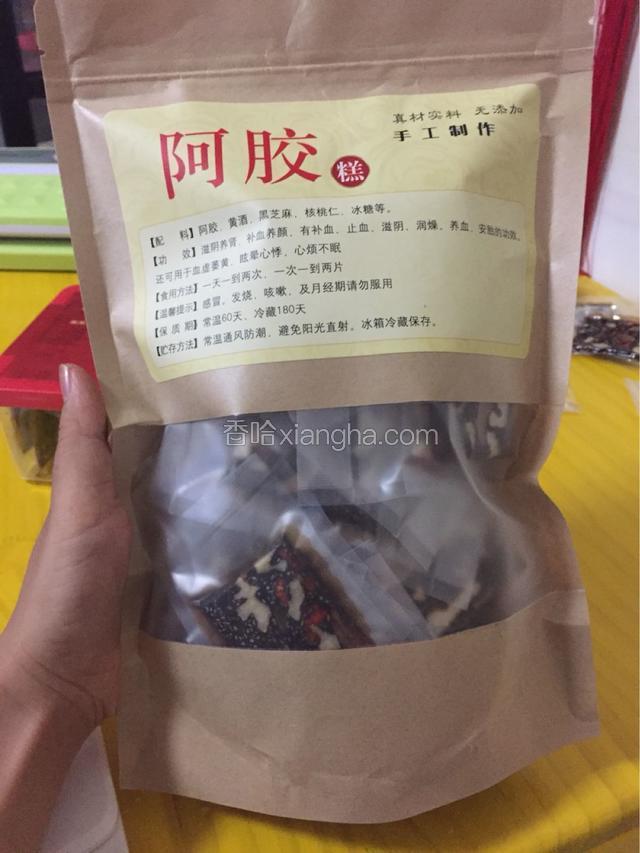 真材实料 无添加
手工制作
阿胶糕
【配 料】阿胶、黄酒、黑芝麻、核桃仁、冰糖等。
【功 效】滋阴养肾、补血养颜、有补血、止血、滋阴、润燥、养血、安胎的功效。
还可用于血虚萎黄、眩晕心悸、心烦不眠
【食用方法】一天一到两次、一次一到两片
【温馨提示】感冒、发烧、咳嗽、及月经期请勿服用
【保 质 期】常温60天、冷藏180天
【贮存方法】常温通风防潮、避免阳光直射。冰箱冷藏保存。
香哈xiangha.com